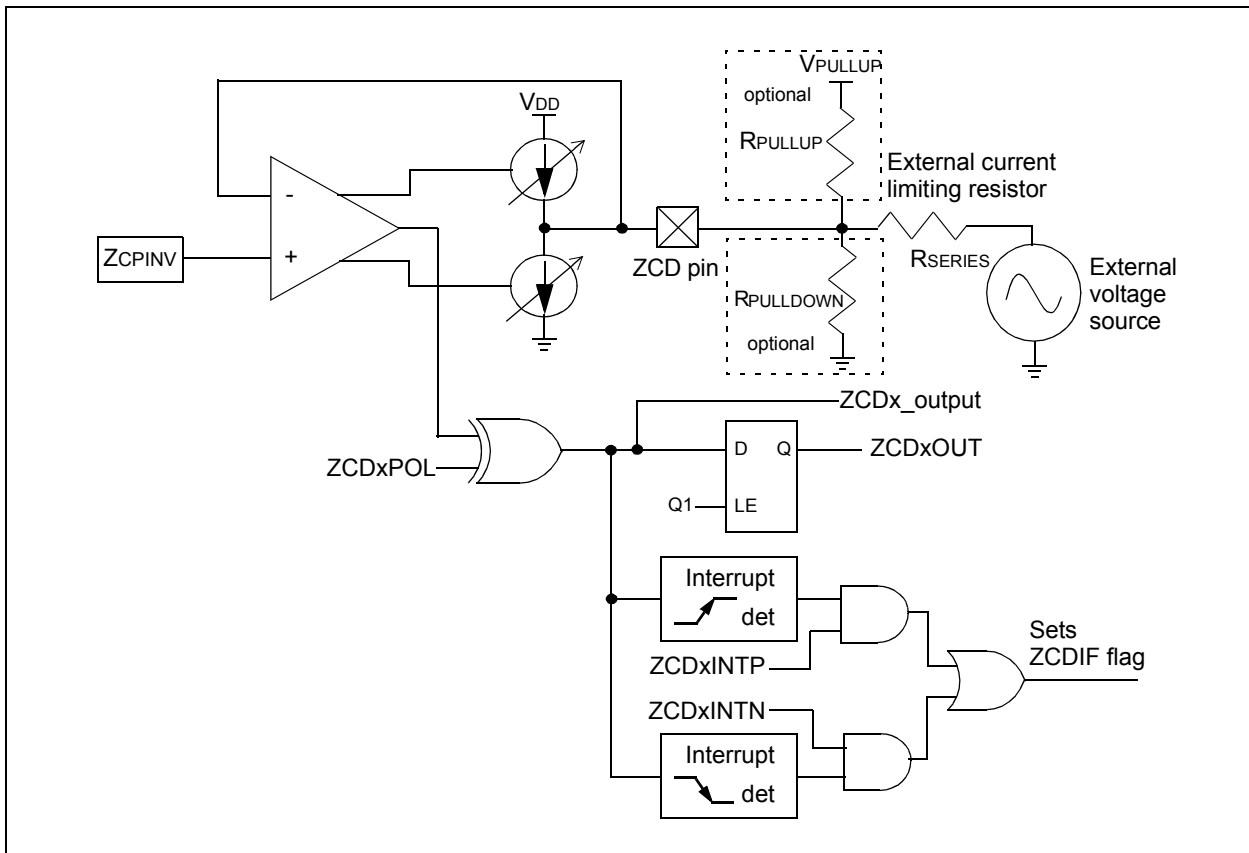 VPULLUP
optional
RPULLUP
VDD
External current
limiting resistor
-
+
ZCPINV
ZCD pin
RSERIES
RPULLDOWN
optional
External
voltage
source
ZCDx_output
D Q
ZCDxOUT
ZCDxPOL
Q1
LE
Interrupt
det
ZCDxINTP
Sets
ZCDIF flag
ZCDxINTN
Interrupt
det